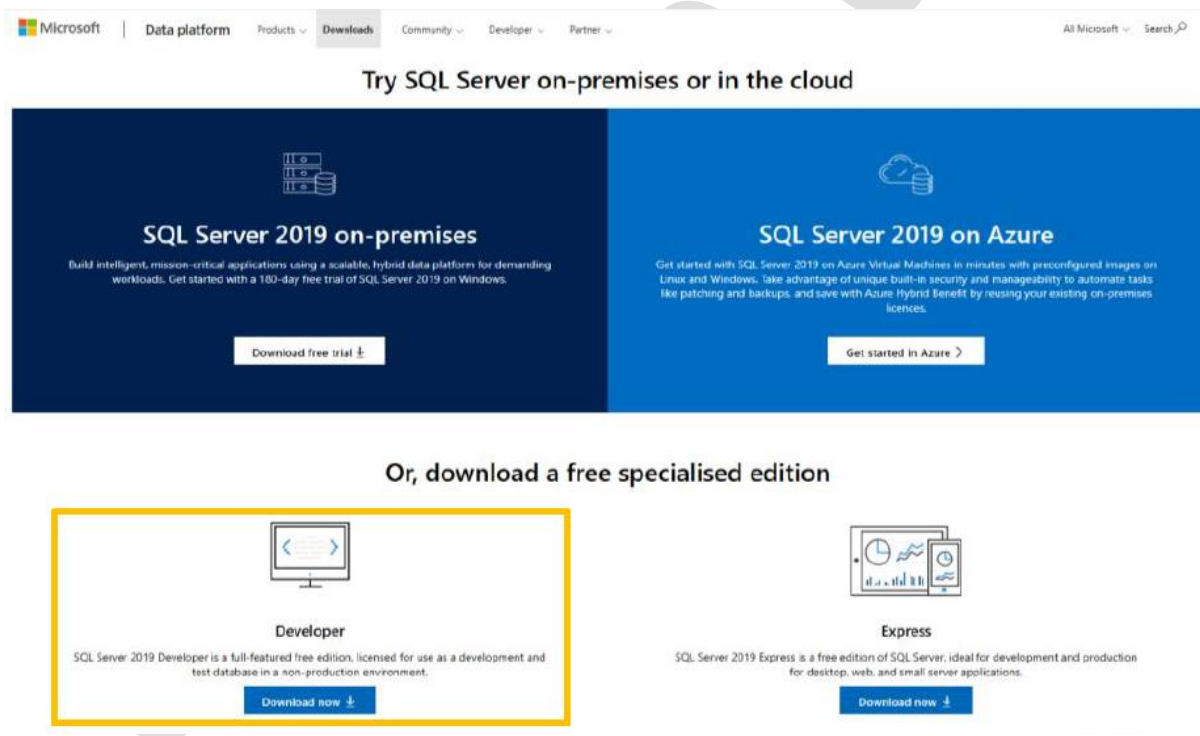 Microsoft Data platform Products Downloads Community Developer Partner All Microsoft Search
Try SQL Server on-premises or in the cloud
SQL Server 2019 on-premises
Build intelligent, mission-critical applications using a scalable, hybrid data platform for demanding
workloads. Get started with a 180-day free trial of SQL Server 2019 on Windows.
Download free trial
SQL Server 2019 on Azure
Get started with SQL Server 2019 on Azure Virtual Machines in minutes with preconfigured images on
Linux and Windows. Take advantage of unique built-in security and manageability to automate tasks
like patching and backups, and save with Azure Hybrid Benefit by reusing your existing on-premises
licences.
Get started in Azure
Or, download a free specialised edition
Developer
SQL Server 2019 Developer is a full-featured free edition, licensed for use as a development and
test database in a non-production environment.
Download now
Express
SQL Server 2019 Express is a free edition of SQL Server, ideal for development and production
for desktop, web, and small server applications.
Download now